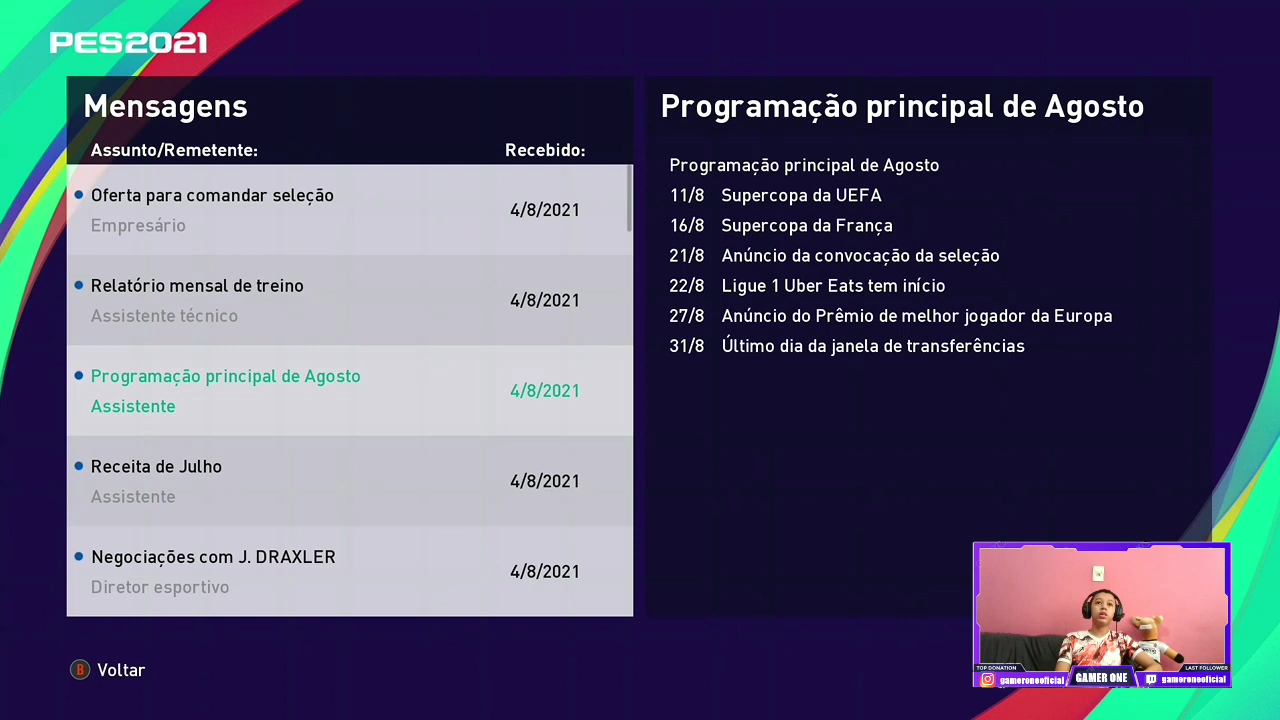 PES2021
Mensagens
Assunto/Remetente:
Recebido:
Oferta para comandar seleção
Empresário
4/8/2021
Relatório mensal de treino
Assistente técnico
4/8/2021
Programação principal de Agosto
Assistente
4/8/2021
Receita de Julho
Assistente
4/8/2021
Negociações com J. DRAXLER
Diretor esportivo
4/8/2021
Programação principal de Agosto
Programação principal de Agosto
11/8 Supercopa da UEFA
16/8 Supercopa da França
21/8 Anúncio da convocação da seleção
22/8 Ligue 1 Uber Eats tem início
27/8 Anúncio do Prêmio de melhor jogador da Europa
31/8 Último dia da janela de transferências
B Voltar
TOP DONATION
LAST FOLLOWER
gameroneoficial
GAMER ONE
gameroneoficial